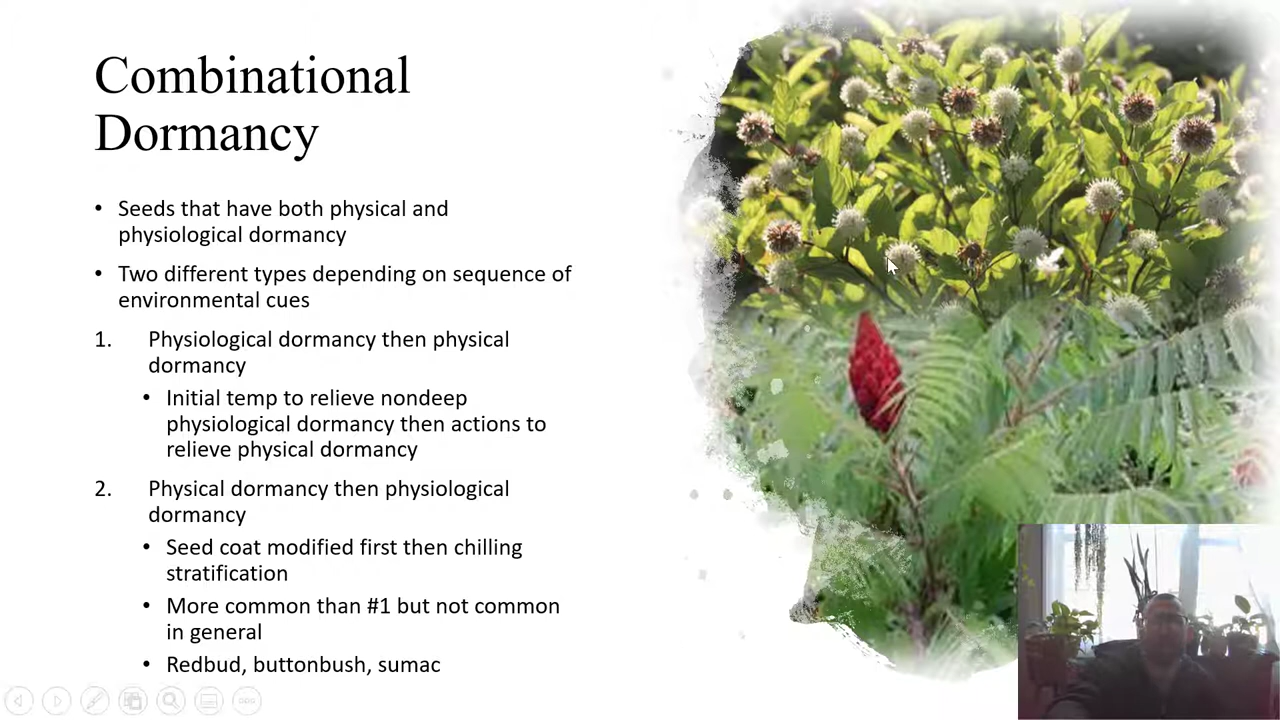 Combinational
Dormancy
• Seeds that have both physical and
physiological dormancy
• Two different types depending on sequence of
environmental cues
1. Physiological dormancy then physical
dormancy
• Initial temp to relieve nondeep
physiological dormancy then actions to
relieve physical dormancy
2. Physical dormancy then physiological
dormancy
• Seed coat modified first then chilling
stratification
• More common than #1 but not common
in general
• Redbud, buttonbush, sumac